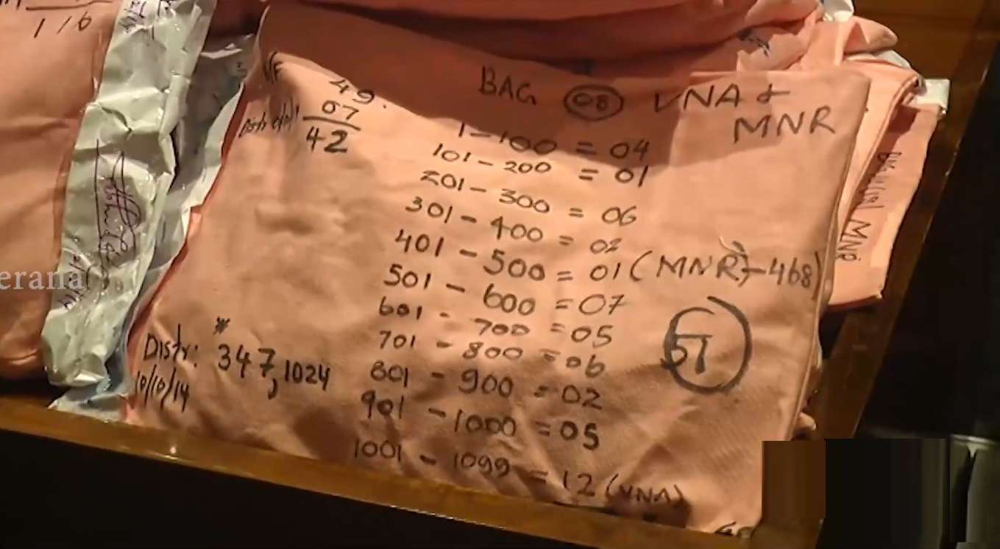 1/6
49.
07
42
BAG 08 VNA &
MNR
1-100 = 04
101-200 = 01
201-300 = 06
301-400 = 02
401-500 = 01 (MNR-468)
501-600 = 07
601-700 = 05
701-800 = 06
801-900 = 02
901-1000 = 05
1001-1099 = 12 (VNA)
57
Distr: * 347, 1024
10/10/14
erana